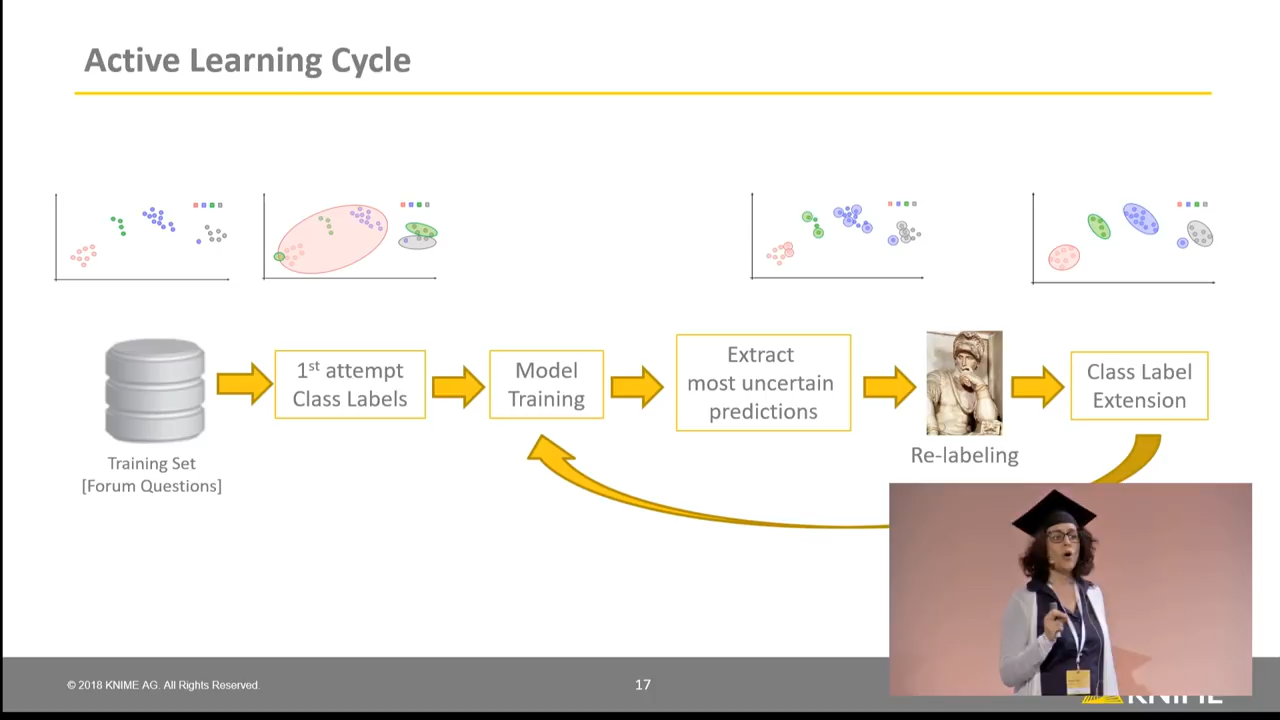 Active Learning Cycle
1st attempt
Class Labels
Model
Training
Extract
most uncertain
predictions
Class Label
Extension
Re-labeling
Training Set
[Forum Questions]
© 2018 KNIME AG. All Rights Reserved.
17
KNIME